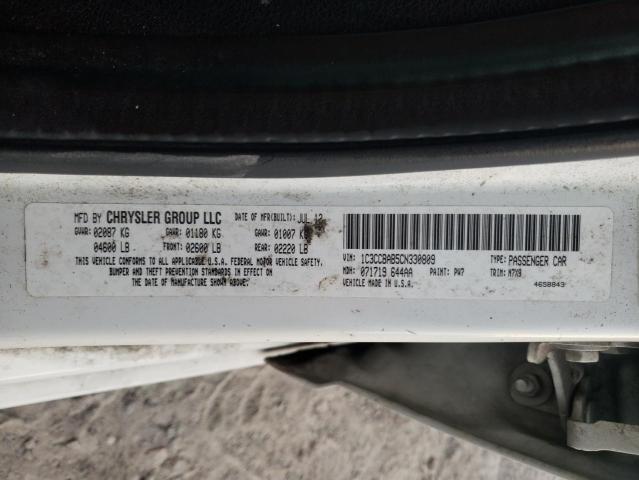 MFD BY CHRYSLER GROUP LLC DATE OF MFR(BUILT): JUL 12
GVWR: 02087 KG GAWR 01180 KG GAWR 01007 KG
04600 LB FRONT: 02600 LB REAR: 02220 LB
THIS VEHICLE CONFORMS TO ALL APPLICABLE U.S.A. FEDERAL MOTOR VEHICLE SAFETY,
BUMPER AND THEFT PREVENTION STANDARDS IN EFFECT ON
THE DATE OF MANUFACTURE SHOWN ABOVE.
VIN: 1C3CCBAB5CN330809 TYPE: PASSENGER CAR
MDH: 071719 644AA PAINT: PW7 TRIM: M7X9
VEHICLE MADE IN U.S.A. 4658843